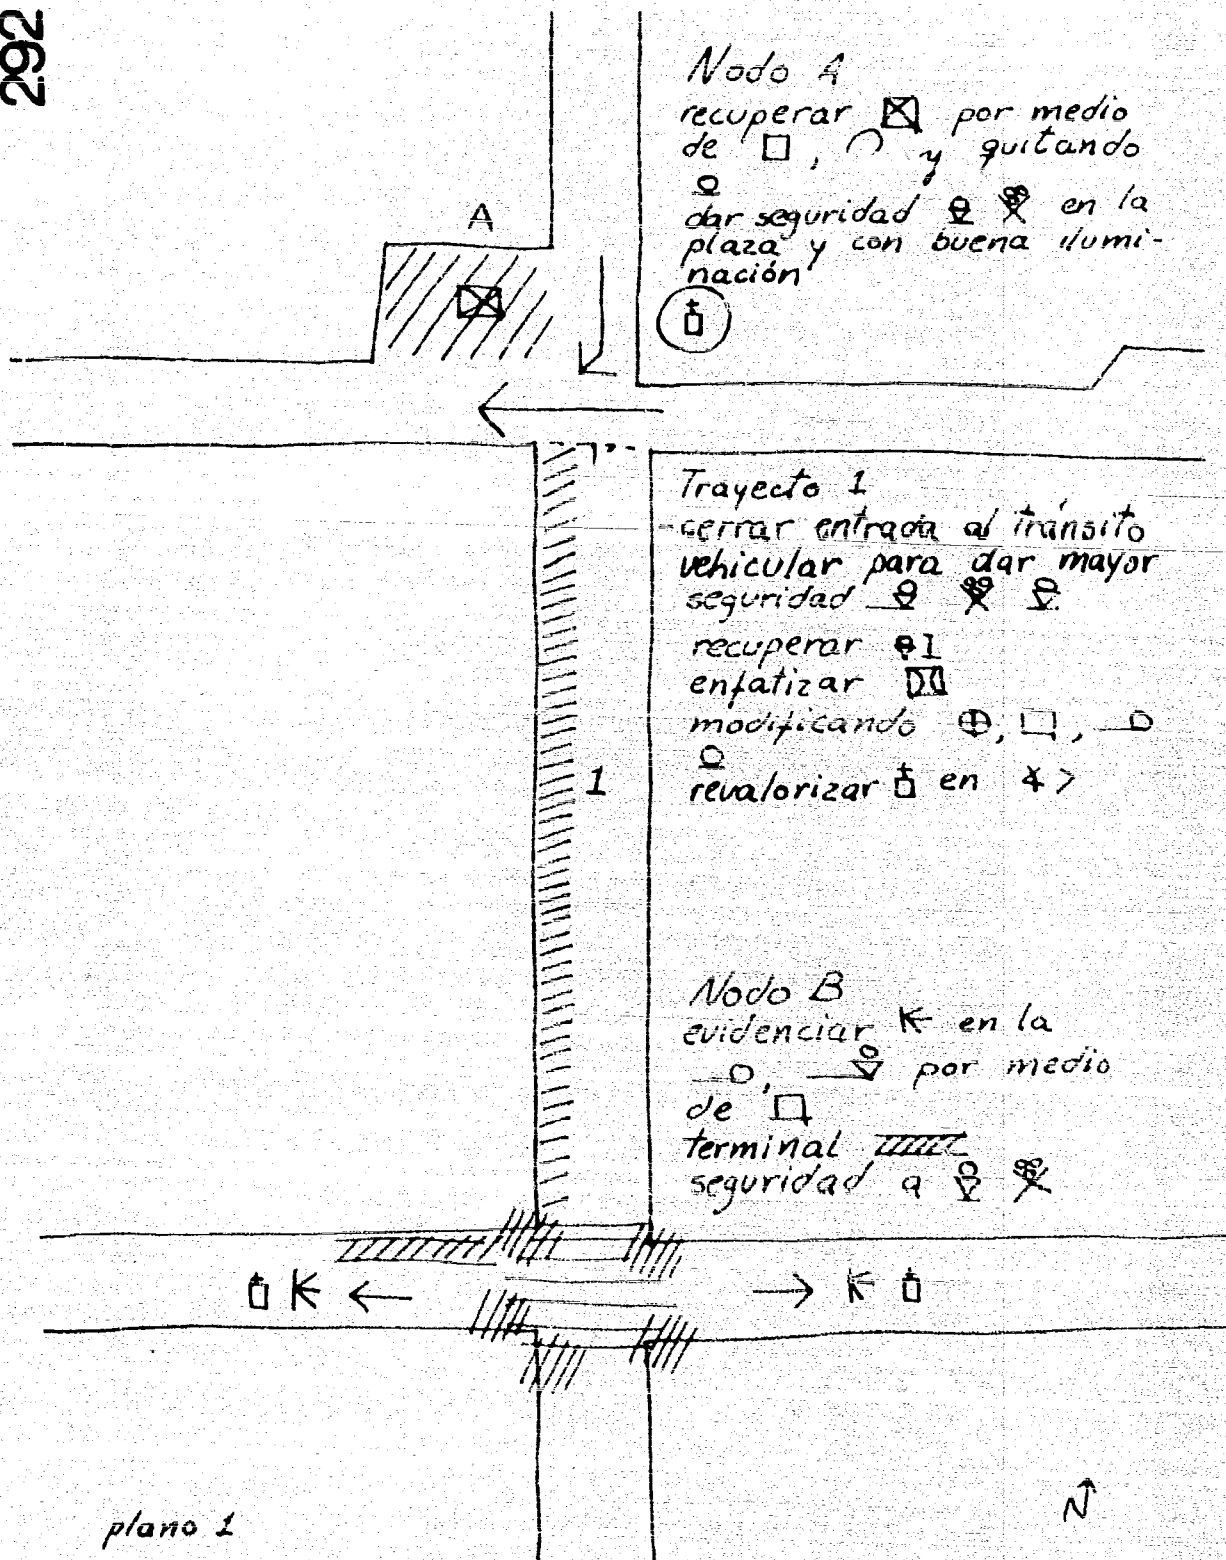 292
Nodo A
recuperar por medio
de , y quitando
dar seguridad en la
plaza y con buena ilumi-
nación
A
Trayecto 1
cerrar entrada al tránsito
vehicular para dar mayor
seguridad
recuperar 1
enfatizar
modificando , ,
revalorizar en
1
Nodo B
evidenciar en la
, por medio
de
terminal
seguridad a
N
plano 1